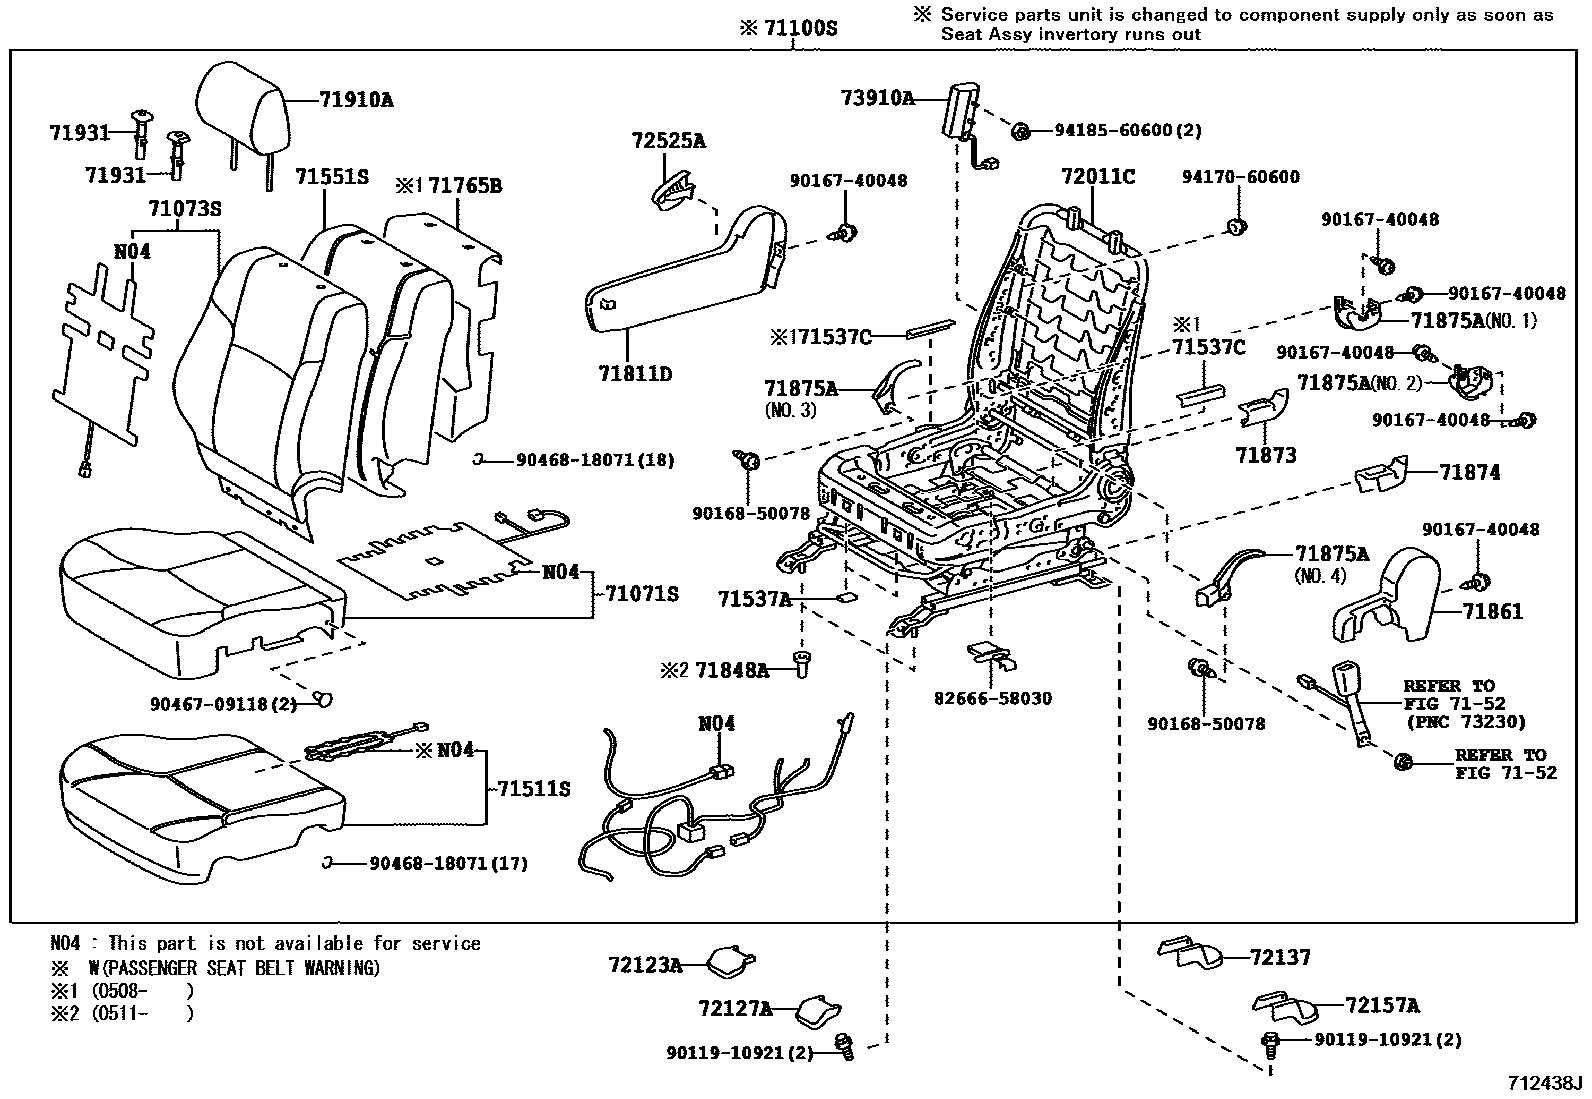 ※ 71100S
※ Service parts unit is changed to component supply only as soon as
Seat Assy invertory runs out
71910A
71931
71931
71551S
※1 71765B
71073S
N04
72525A
90167-40048
71811D
73910A
94185-60600(2)
72011C
94170-60600
90167-40048
90167-40048
71875A(NO. 1)
※1 71537C
※1
71537C
90167-40048
71875A(NO. 2)
71875A
(NO. 3)
90167-40048
71873
71874
90468-18071(18)
90168-50078
90167-40048
71875A
(NO. 4)
N04
71071S
71537A
71861
※2 71848A
82666-58030
90467-09118(2)
90168-50078
REFER TO
FIG 71-52
(PNC 73230)
REFER TO
FIG 71-52
N04
※ N04
71511S
90468-18071(17)
N04 : This part is not available for service
※ W(PASSENGER SEAT BELT WARNING)
※1 (0508- )
※2 (0511- )
72123A
72127A
90119-10921(2)
72137
72157A
90119-10921(2)
712438J